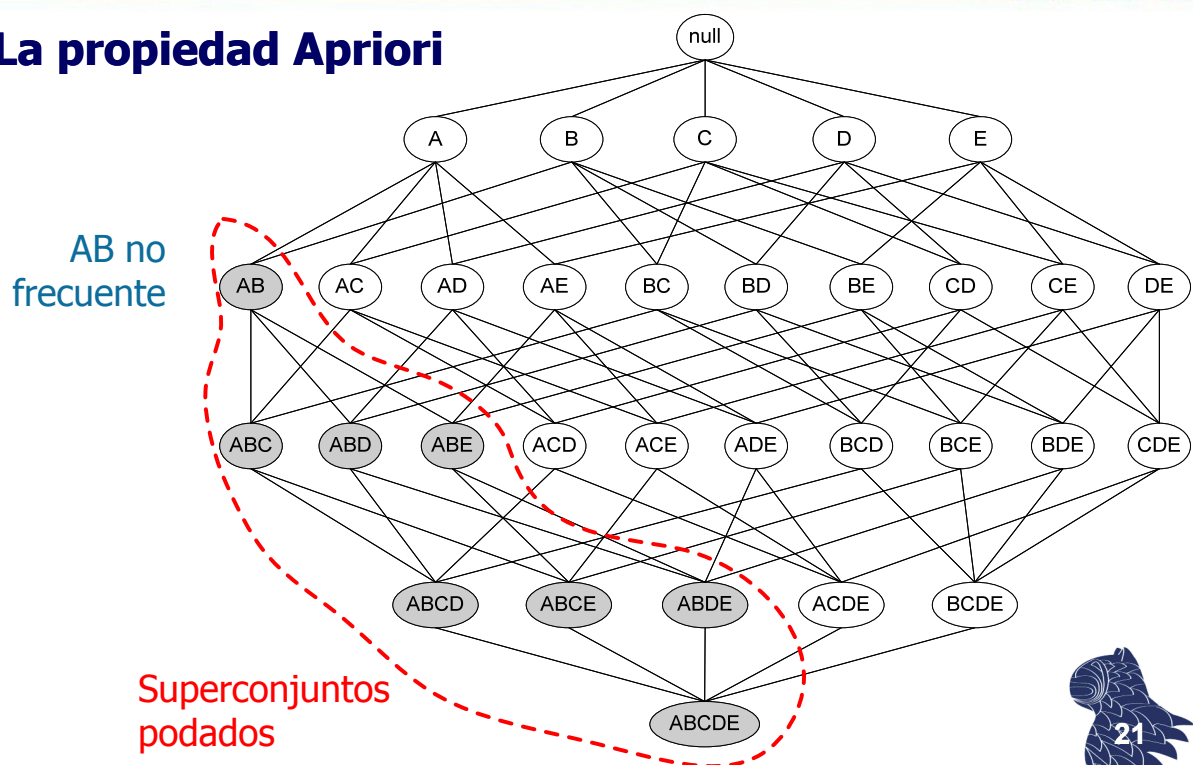 La propiedad Apriori
null
A B C D E
AB no
frecuente
AB AC AD AE BC BD BE CD CE DE
ABC ABD ABE ACD ACE ADE BCD BCE BDE CDE
ABCD ABCE ABDE ACDE BCDE
Superconjuntos
podados
ABCDE
21